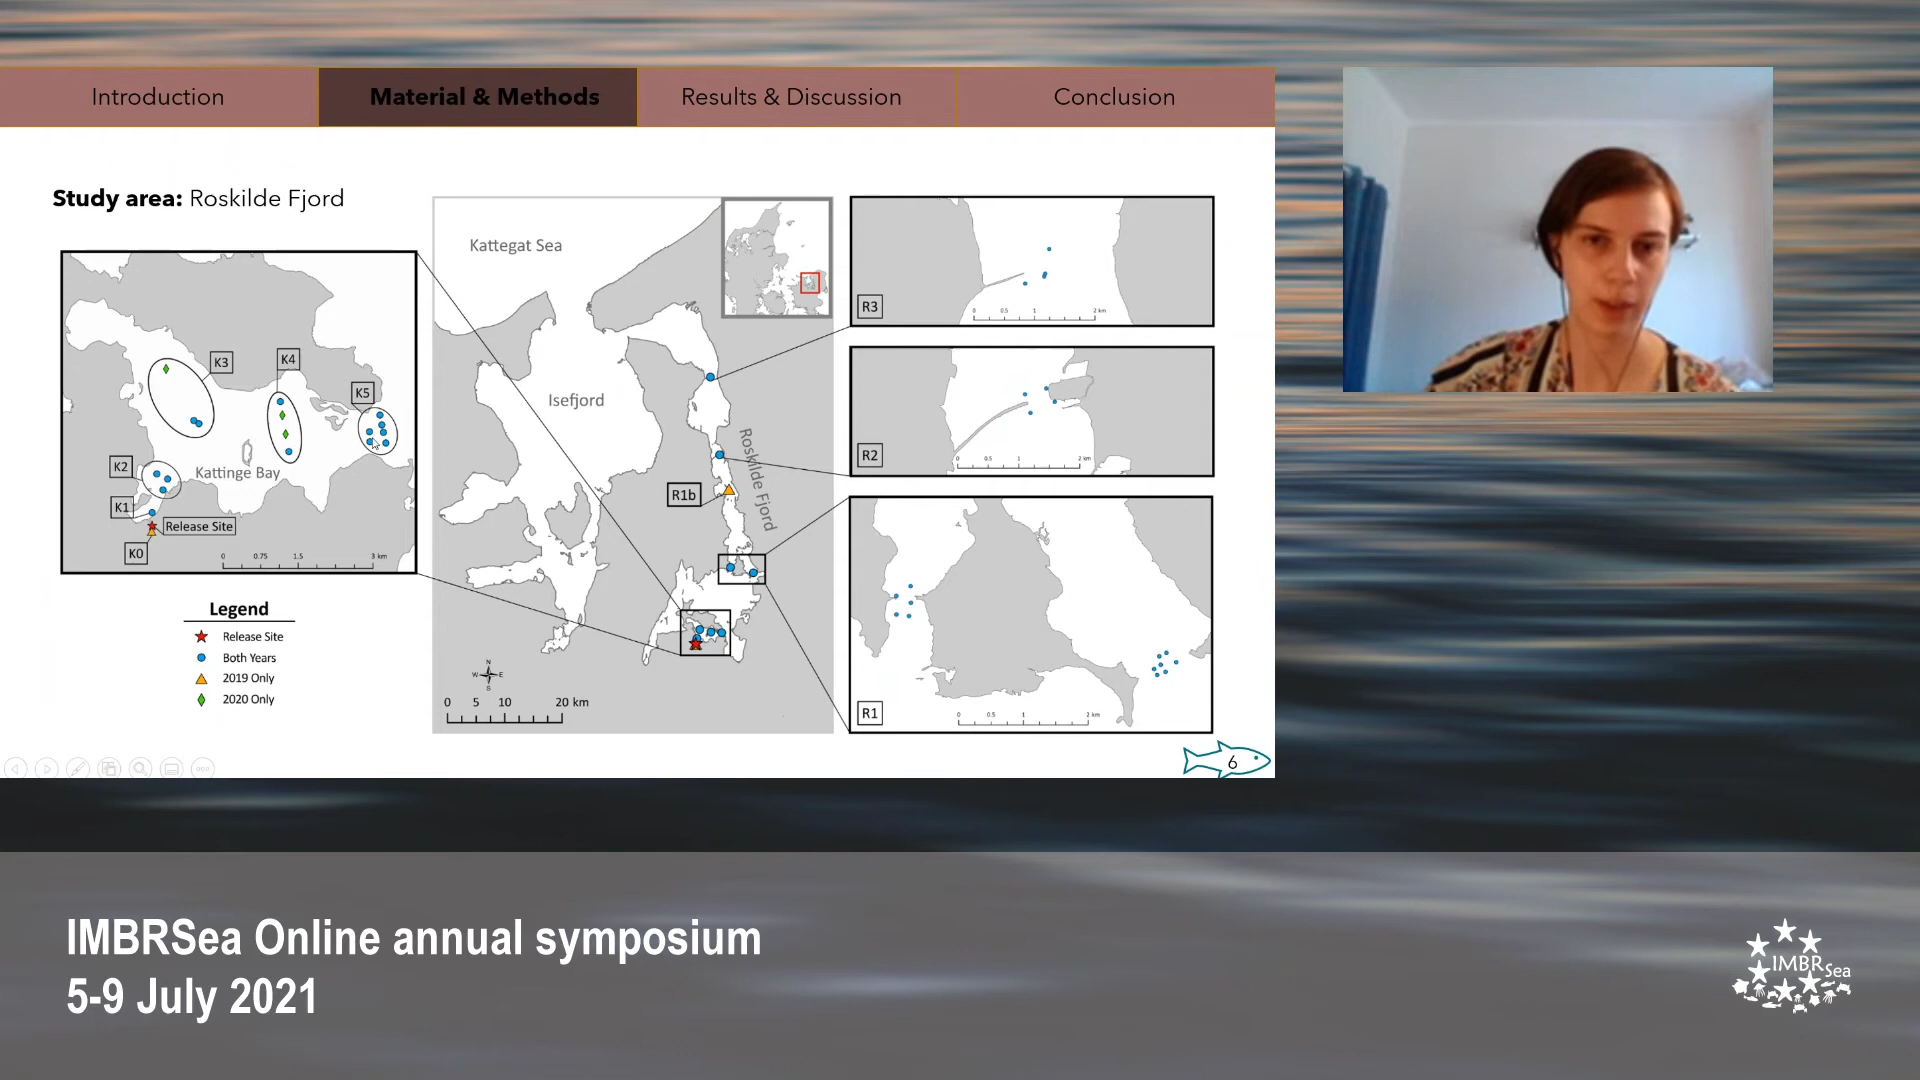 Introduction
Material & Methods
Results & Discussion
Conclusion
Study area: Roskilde Fjord
K3
K4
K5
K2
Kattinge Bay
K1
Release Site
K0
0 0.75 1.5 3 km
Legend
Release Site
Both Years
2019 Only
2020 Only
Kattegat Sea
Isefjord
Roskilde Fjord
R1b
N
W E
S
0 5 10 20 km
R3
0 0.5 1 2 km
R2
0 1 2 km
R1
0 0.5 1 2 km
6
IMBRSea Online annual symposium
5-9 July 2021
IMBRSea